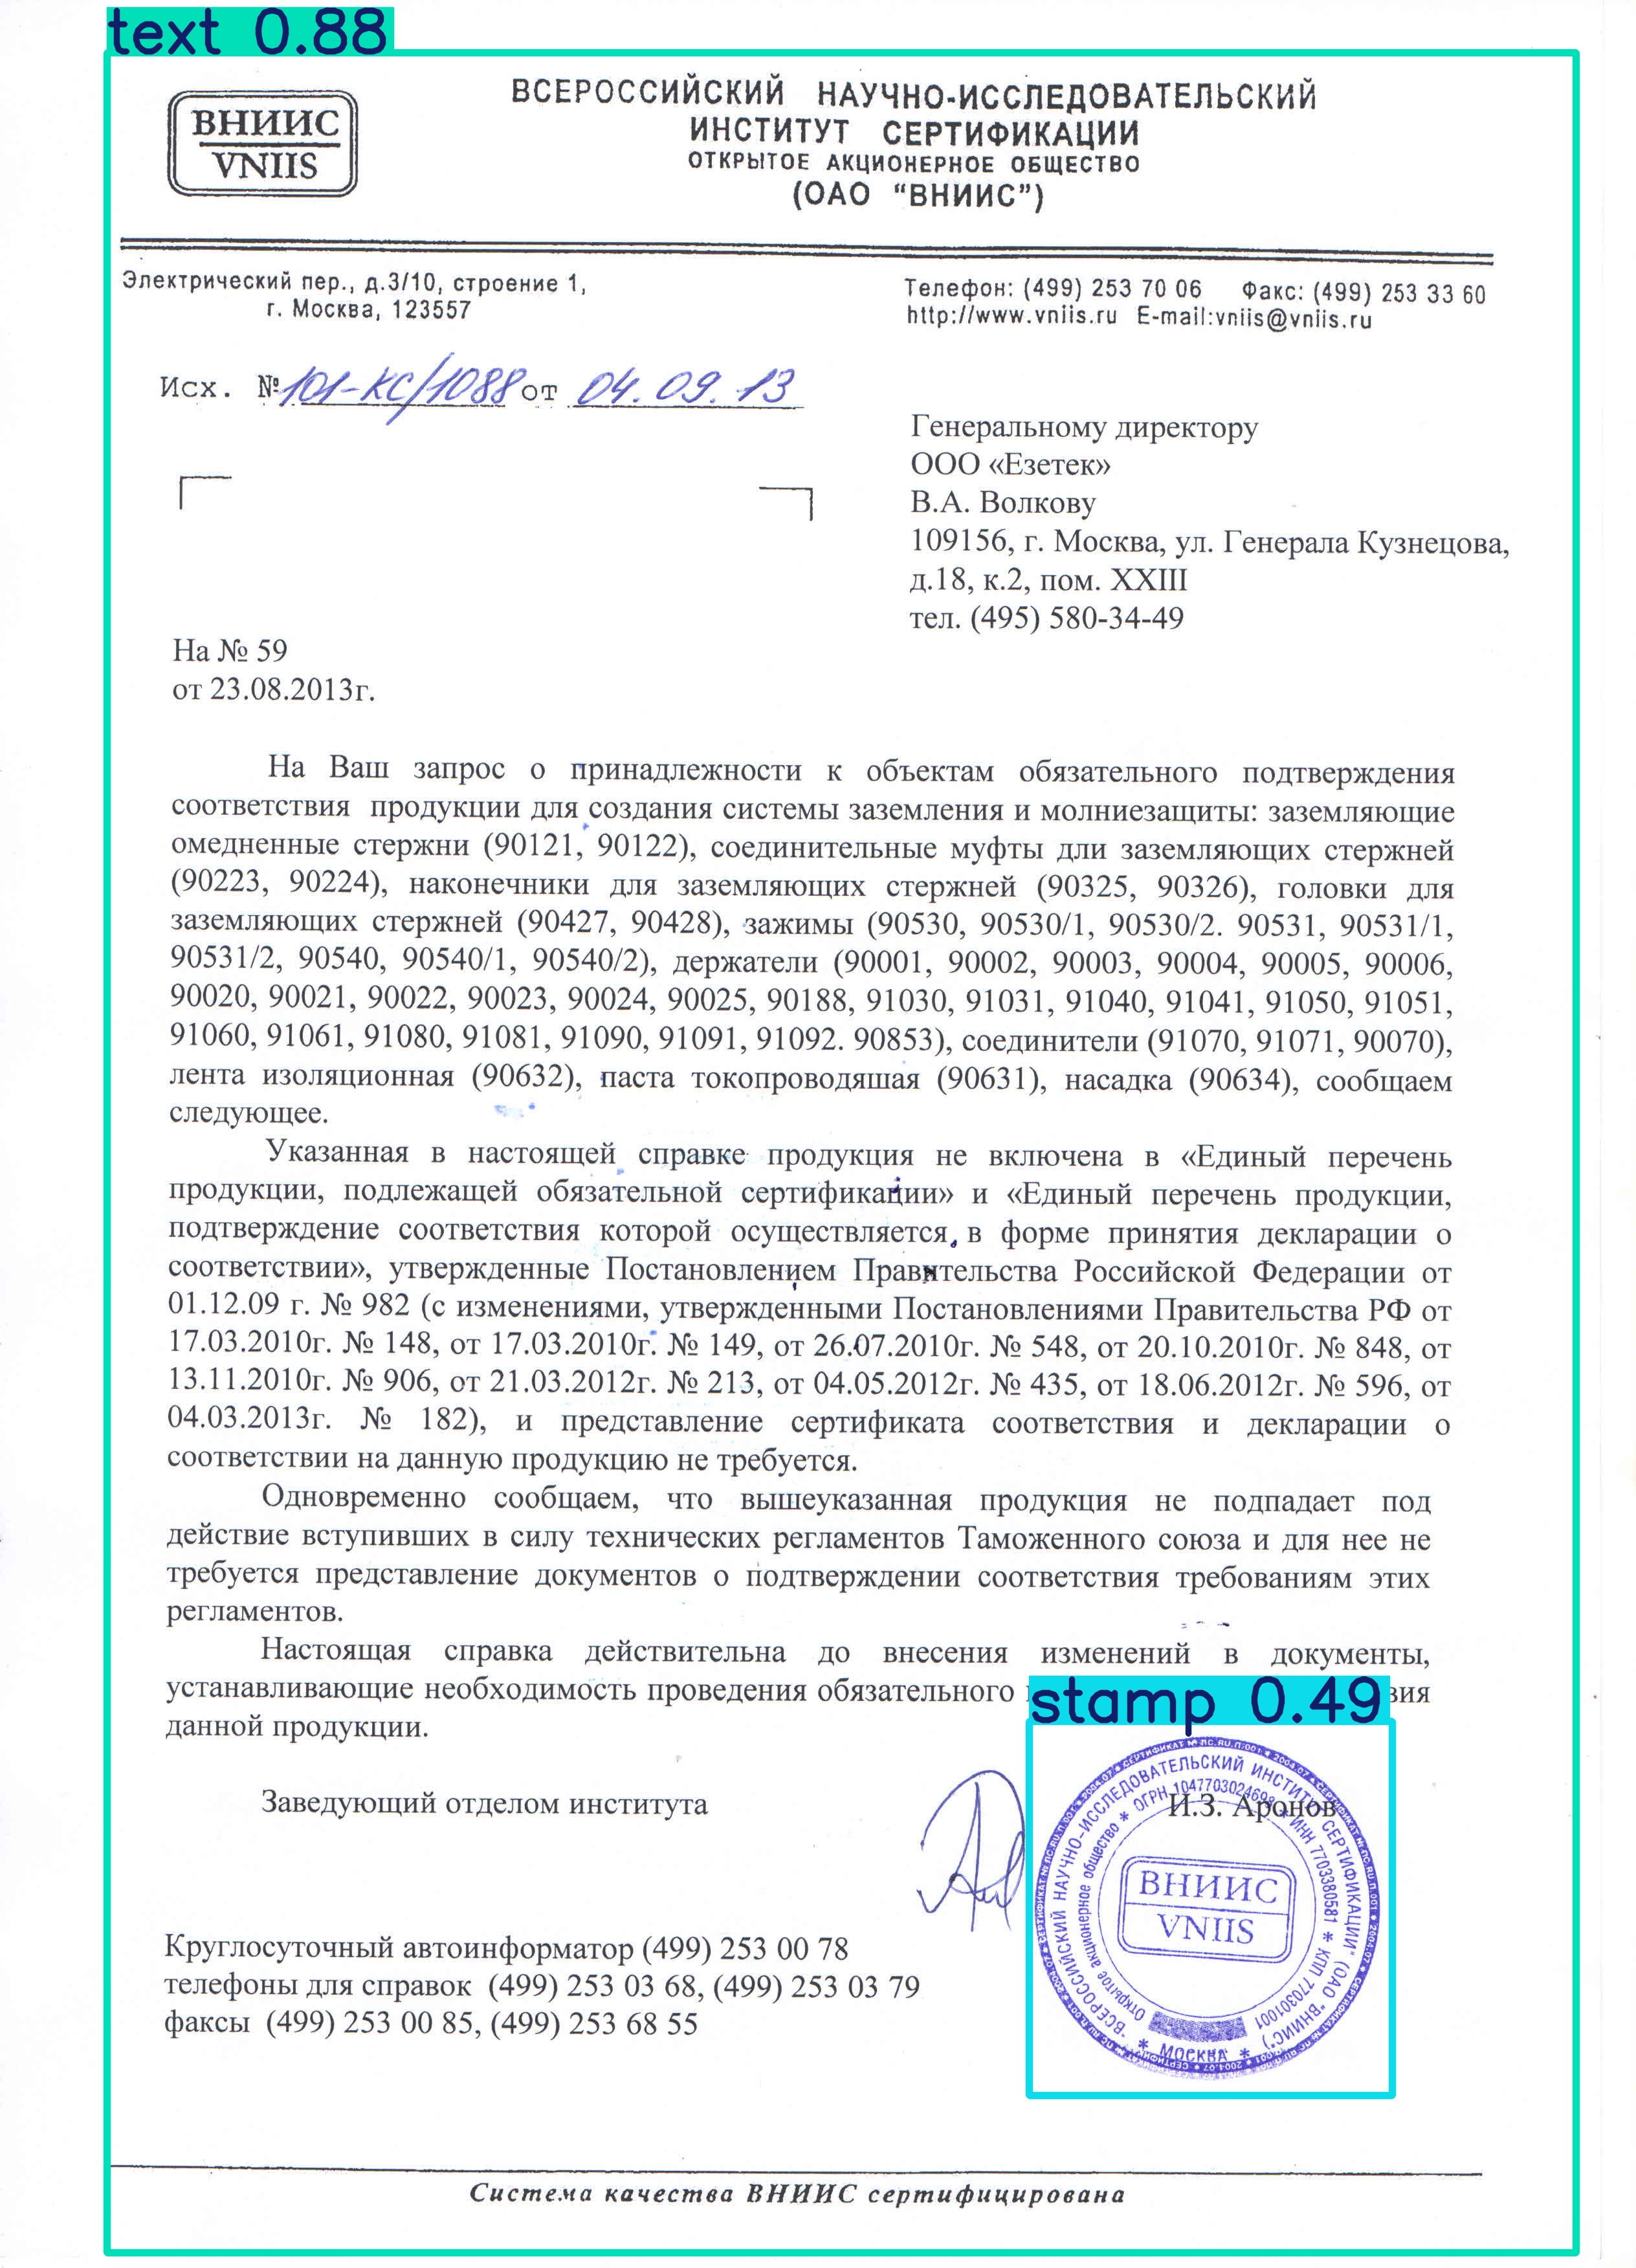 text 0.88
ВНИИС
VNIIS
ВСЕРОССИЙСКИЙ НАУЧНО-ИССЛЕДОВАТЕЛЬСКИЙ
ИНСТИТУТ СЕРТИФИКАЦИИ
ОТКРЫТОЕ АКЦИОНЕРНОЕ ОБЩЕСТВО
(ОАО "ВНИИС")
Электрический пер., д.3/10, строение 1,
г. Москва, 123557
Телефон: (499) 253 70 06 Факс: (499) 253 33 60
http://www.vniis.ru E-mail:vniis@vniis.ru
Исх. № 101-КС/1088 от 04.09.13
Генеральному директору
ООО «Езетек»
В.А. Волкову
109156, г. Москва, ул. Генерала Кузнецова,
д.18, к.2, пом. XXIII
тел. (495) 580-34-49
На № 59
от 23.08.2013г.
На Ваш запрос о принадлежности к объектам обязательного подтверждения
соответствия продукции для создания системы заземления и молниезащиты: заземляющие
омедненные стержни (90121, 90122), соединительные муфты дли заземляющих стержней
(90223, 90224), наконечники для заземляющих стержней (90325, 90326), головки для
заземляющих стержней (90427, 90428), зажимы (90530, 90530/1, 90530/2. 90531, 90531/1,
90531/2, 90540, 90540/1, 90540/2), держатели (90001, 90002, 90003, 90004, 90005, 90006,
90020, 90021, 90022, 90023, 90024, 90025, 90188, 91030, 91031, 91040, 91041, 91050, 91051,
91060, 91061, 91080, 91081, 91090, 91091, 91092. 90853), соединители (91070, 91071, 90070),
лента изоляционная (90632), паста токопроводяшая (90631), насадка (90634), сообщаем
следующее.
Указанная в настоящей справке продукция не включена в «Единый перечень
продукции, подлежащей обязательной сертификации» и «Единый перечень продукции,
подтверждение соответствия которой осуществляется в форме принятия декларации о
соответствии», утвержденные Постановлением Правительства Российской Федерации от
01.12.09 г. № 982 (с изменениями, утвержденными Постановлениями Правительства РФ от
17.03.2010г. № 148, от 17.03.2010г. № 149, от 26.07.2010г. № 548, от 20.10.2010г. № 848, от
13.11.2010г. № 906, от 21.03.2012г. № 213, от 04.05.2012г. № 435, от 18.06.2012г. № 596, от
04.03.2013г. № 182), и представление сертификата соответствия и декларации о
соответствии на данную продукцию не требуется.
Одновременно сообщаем, что вышеуказанная продукция не подпадает под
действие вступивших в силу технических регламентов Таможенного союза и для нее не
требуется представление документов о подтверждении соответствия требованиям этих
регламентов.
Настоящая справка действительна до внесения изменений в документы,
устанавливающие необходимость проведения обязательного
данной продукции.
stamp 0.49
Заведующий отделом института
И.З. Аронов
"ВСЕРОССИЙСКИЙ НАУЧНО-ИССЛЕДОВАТЕЛЬСКИЙ ИНСТИТУТ СЕРТИФИКАЦИИ" (ОАО "ВНИИС")
Открытое акционерное общество * ОГРН 1047703024698 * ИНН 7703380581 * КПП 770301001
* МОСКВА *
ВНИИС
VNIIS
Круглосуточный автоинформатор (499) 253 00 78
телефоны для справок (499) 253 03 68, (499) 253 03 79
факсы (499) 253 00 85, (499) 253 68 55
Система качества ВНИИС сертифицирована